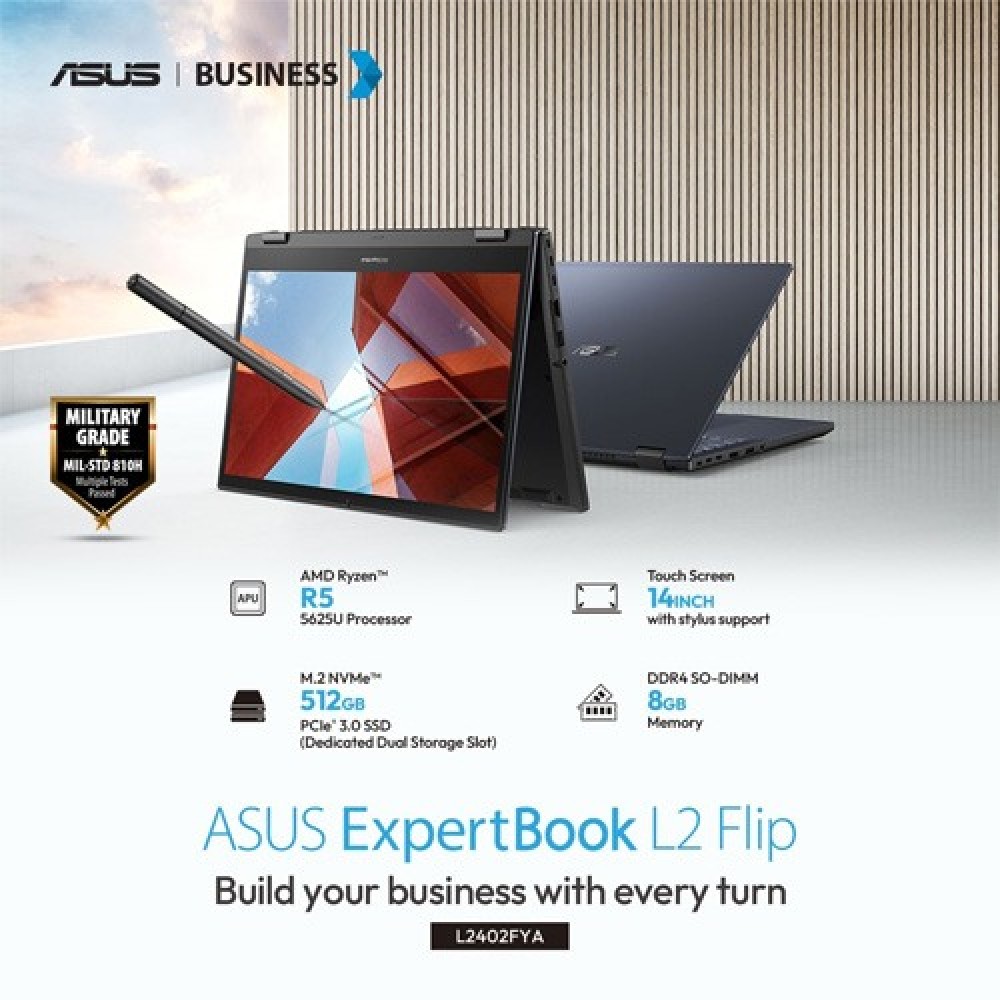 ASUS | BUSINESS
MILITARY
GRADE
MIL-STD 810H
Multiple Tests
Passed
APU
AMD Ryzen™
R5
5625U Processor
Touch Screen
14INCH
with stylus support
M.2 NVMe™
512GB
PCIe® 3.0 SSD
(Dedicated Dual Storage Slot)
DDR4 SO-DIMM
8GB
Memory
ASUS ExpertBook L2 Flip
Build your business with every turn
L2402FYA